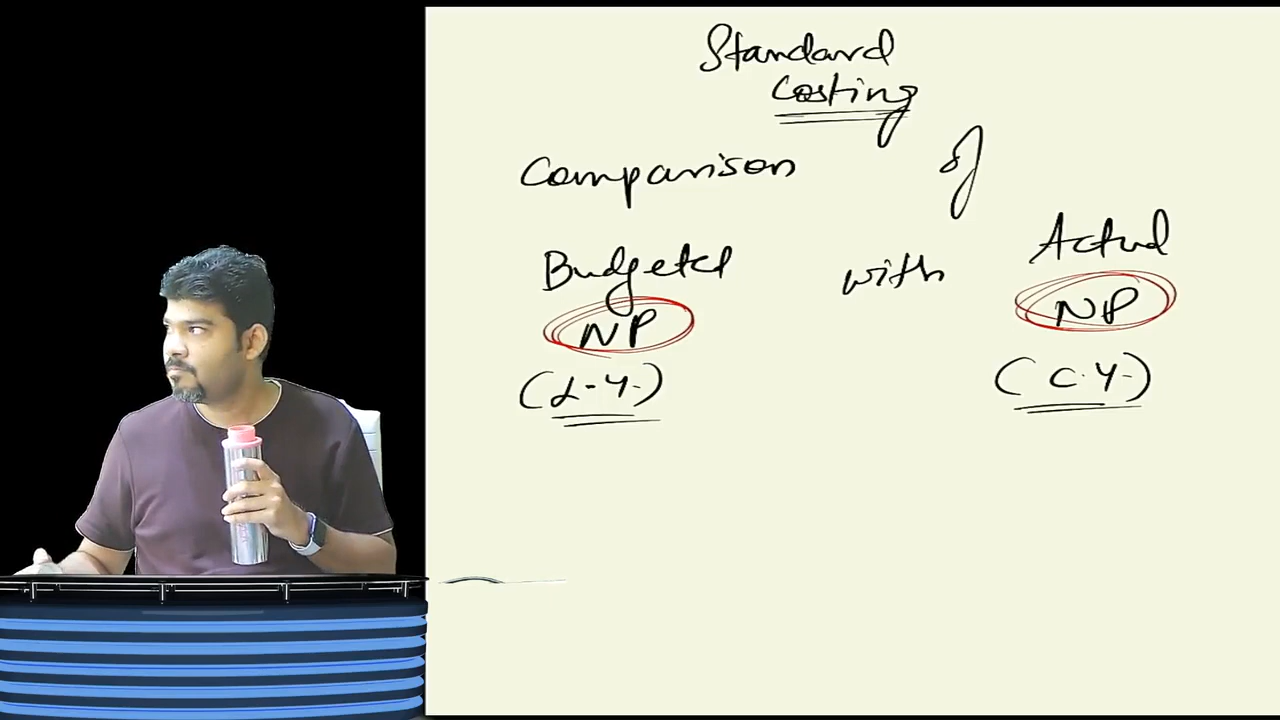 Standard
Costing
Comparison of
Budgeted with Actual
NP NP
(L.Y.) (C.Y.)